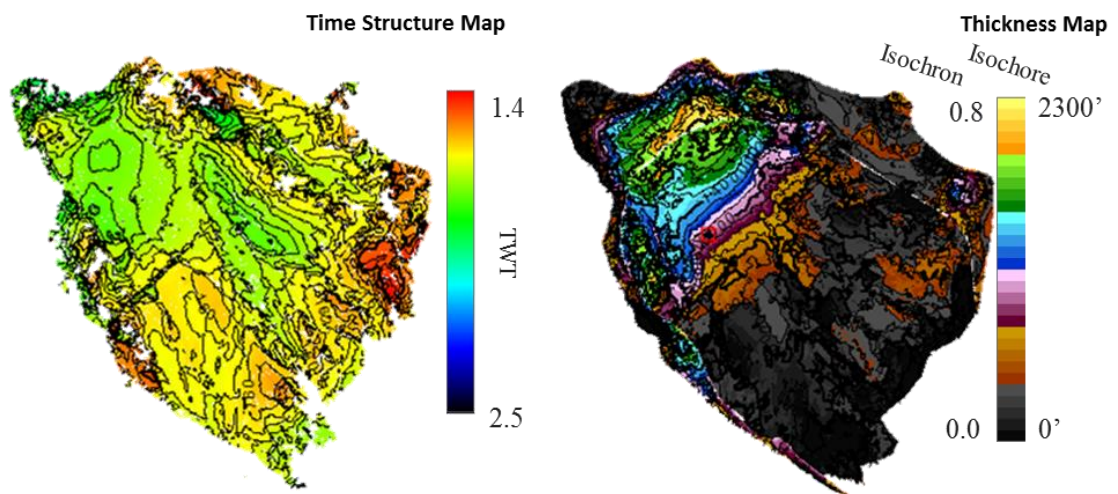 Time Structure Map
1.4
TWT
2.5
Thickness Map
Isochron
Isochore
0.8
2300’
0.0
0’